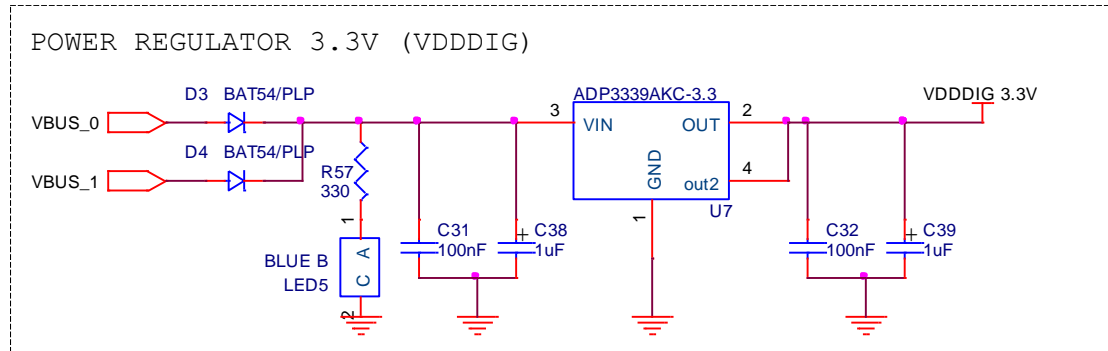 POWER REGULATOR 3.3V (VDDDIG)
D3 BAT54/PLP
ADP3339AKC-3.3
VDDDIG 3.3V
VBUS_0
3
VIN
OUT
2
D4 BAT54/PLP
VBUS_1
R57
330
GND
out2
4
1
1
U7
BLUE B
LED5
A
C
2
C31
100nF
+
C38
1uF
C32
100nF
+
C39
1uF